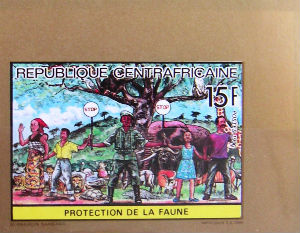 REPUBLIQUE CENTRAFRICAINE
15F
STOP STOP
PROTECTION DE LA FAUNE